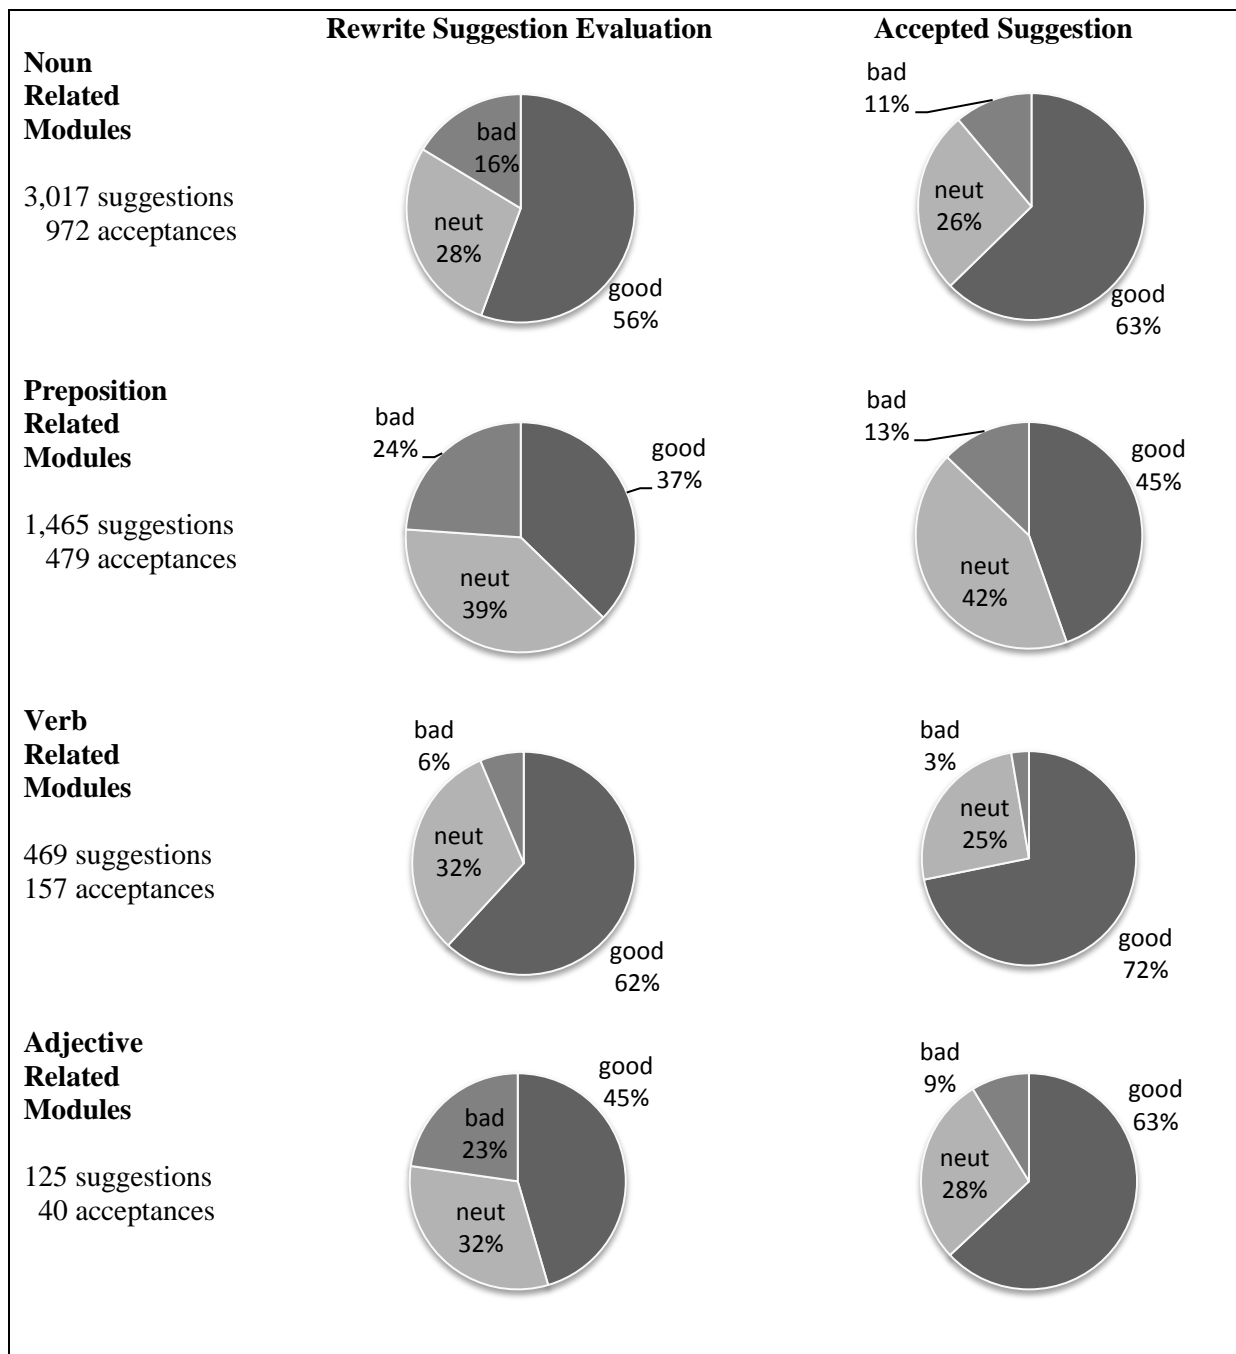 Rewrite Suggestion Evaluation
Accepted Suggestion
Noun
Related
Modules
3,017 suggestions
972 acceptances
bad
16%
neut
28%
good
56%
bad
11%
neut
26%
good
63%
Preposition
Related
Modules
1,465 suggestions
479 acceptances
bad
24%
good
37%
neut
39%
bad
13%
good
45%
neut
42%
Verb
Related
Modules
469 suggestions
157 acceptances
bad
6%
neut
32%
good
62%
bad
3%
neut
25%
good
72%
Adjective
Related
Modules
125 suggestions
40 acceptances
good
45%
bad
23%
neut
32%
bad
9%
good
63%
neut
28%